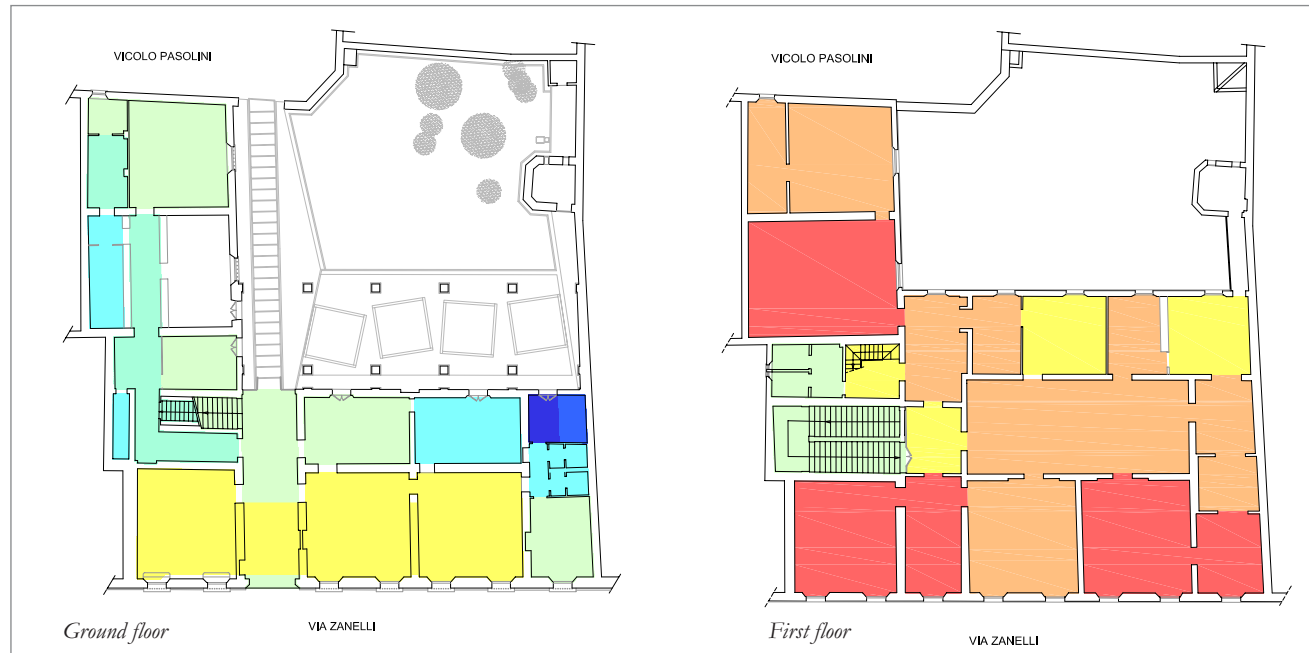 VICOLO PASOLINI
Ground floor
VIA ZANELLI
VICOLO PASOLINI
First floor
VIA ZANELLI